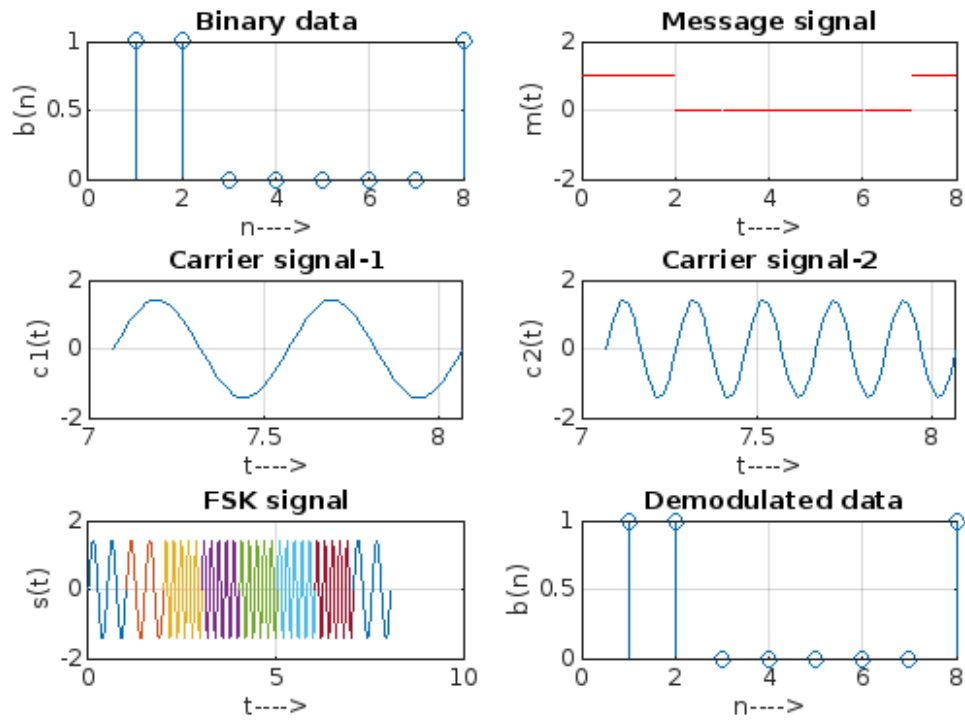 Binary data
1
0.5
0
b(n)
0 2 4 6 8
n---->
Message signal
2
0
-2
m(t)
0 2 4 6 8
t---->
Carrier signal-1
2
0
-2
c1(t)
7 7.5 8
t---->
Carrier signal-2
2
0
-2
c2(t)
7 7.5 8
t---->
FSK signal
2
0
-2
s(t)
0 5 10
t---->
Demodulated data
1
0.5
0
b(n)
0 2 4 6 8
n---->